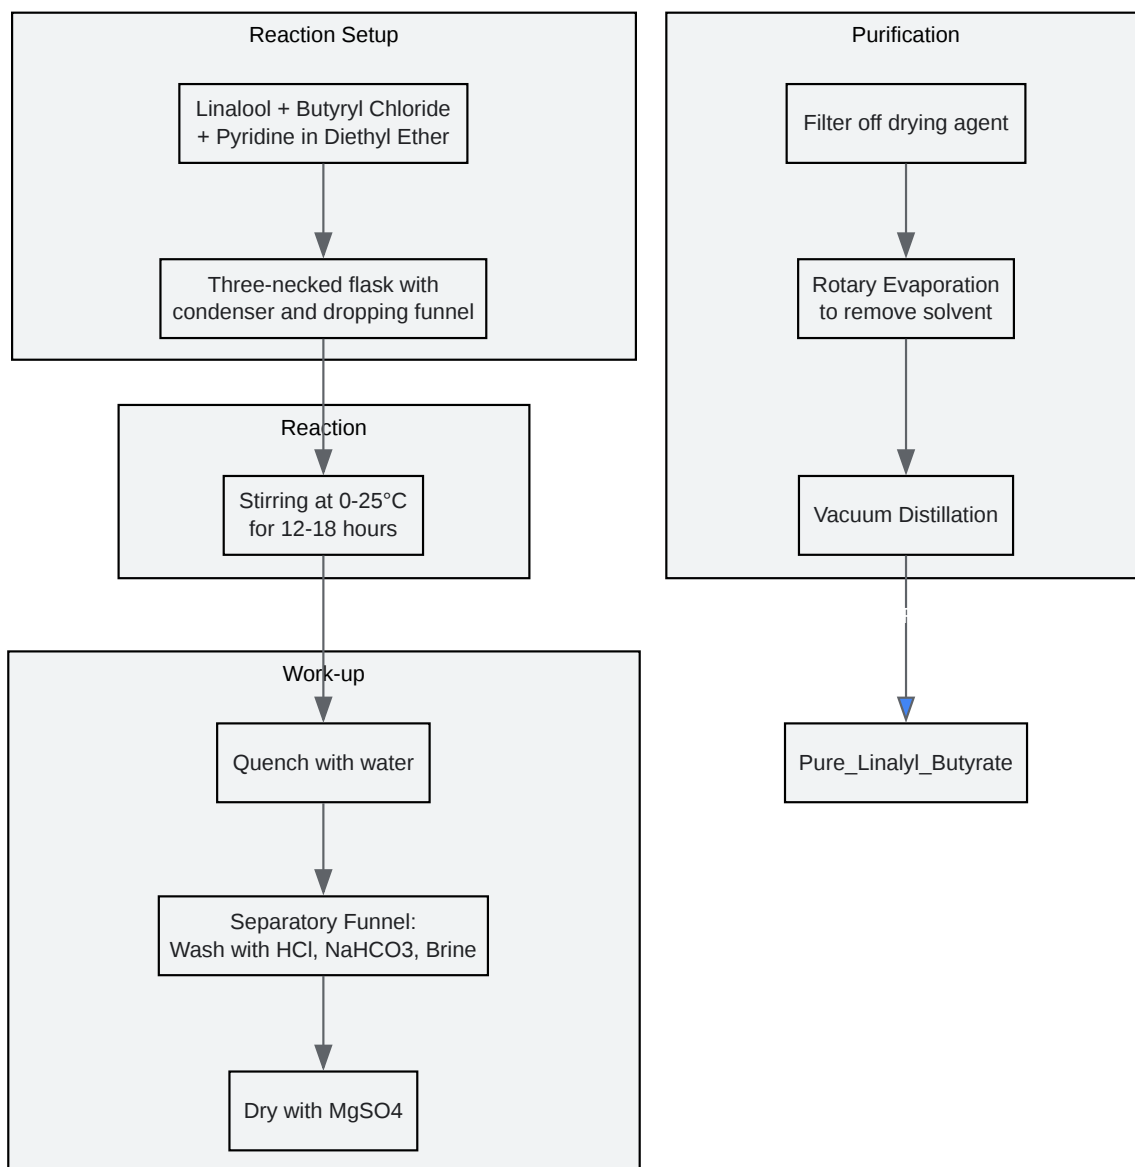 Reaction Setup
Linalool + Butyryl Chloride
+ Pyridine in Diethyl Ether
Three-necked flask with
condenser and dropping funnel
Reaction
Stirring at 0-25°C
for 12-18 hours
Work-up
Quench with water
Separatory Funnel:
Wash with HCl, NaHCO3, Brine
Dry with MgSO4
Purification
Filter off drying agent
Rotary Evaporation
to remove solvent
Vacuum Distillation
Pure_Linalyl_Butyrate